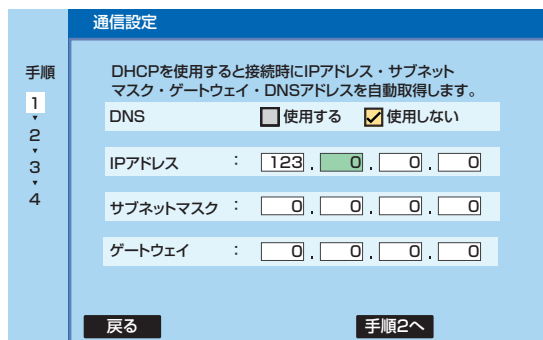 通信設定
手順
1
2
3
4
DHCPを使用すると接続時にIPアドレス・サブネット
マスク・ゲートウェイ・DNSアドレスを自動取得します。
DNS 使用する 使用しない
IPアドレス : 123 . 0 . 0 . 0
サブネットマスク : 0 . 0 . 0 . 0
ゲートウェイ : 0 . 0 . 0 . 0
戻る 手順2へ